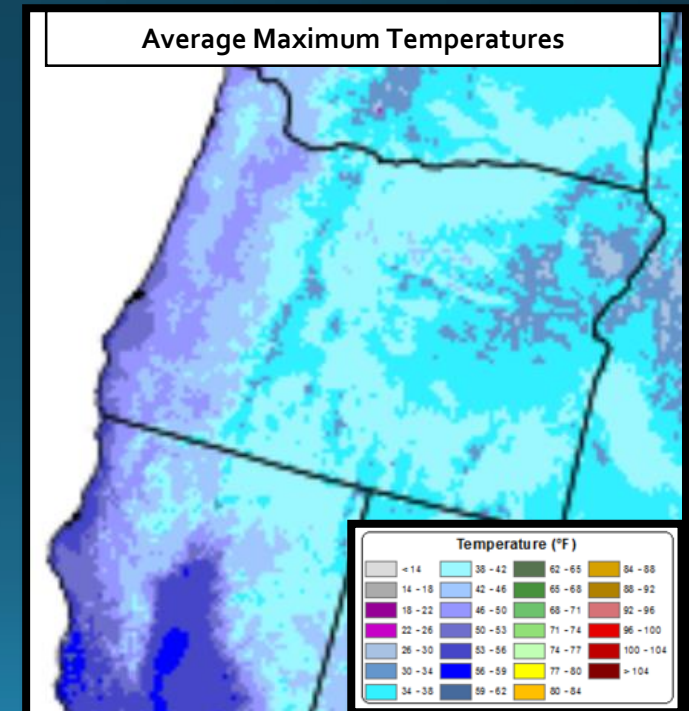 Average Maximum Temperatures
Temperature (°F)
< 14 38 - 42 62 - 65 84 - 88
14 - 18 42 - 46 65 - 68 88 - 92
18 - 22 46 - 50 68 - 71 92 - 96
22 - 26 50 - 53 71 - 74 96 - 100
26 - 30 53 - 56 74 - 77 100 - 104
30 - 34 56 - 59 77 - 80 > 104
34 - 38 59 - 62 80 - 84